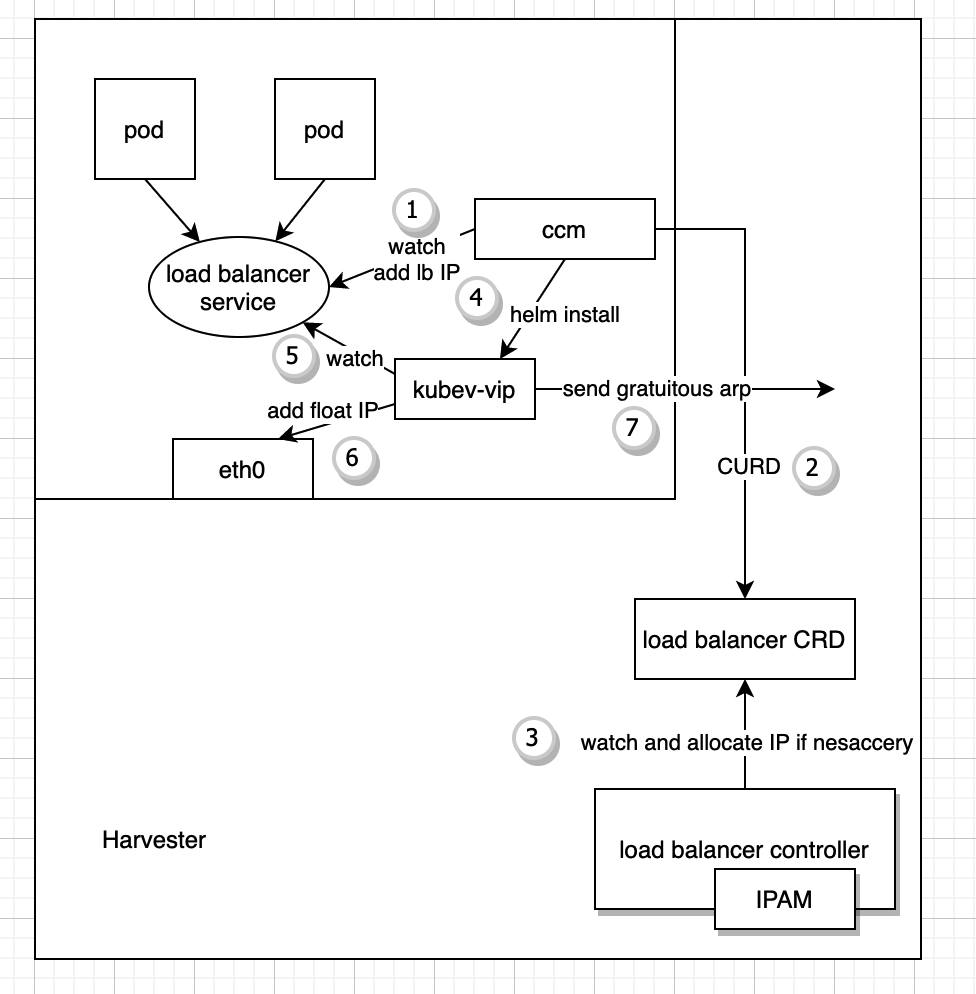 pod
pod
1
ccm
watch
add lb IP
load balancer
service
4
helm install
5
watch
kubev-vip
send gratuitous arp
add float IP
7
6
eth0
CURD
2
load balancer CRD
3
watch and allocate IP if nesaccery
Harvester
load balancer controller
IPAM